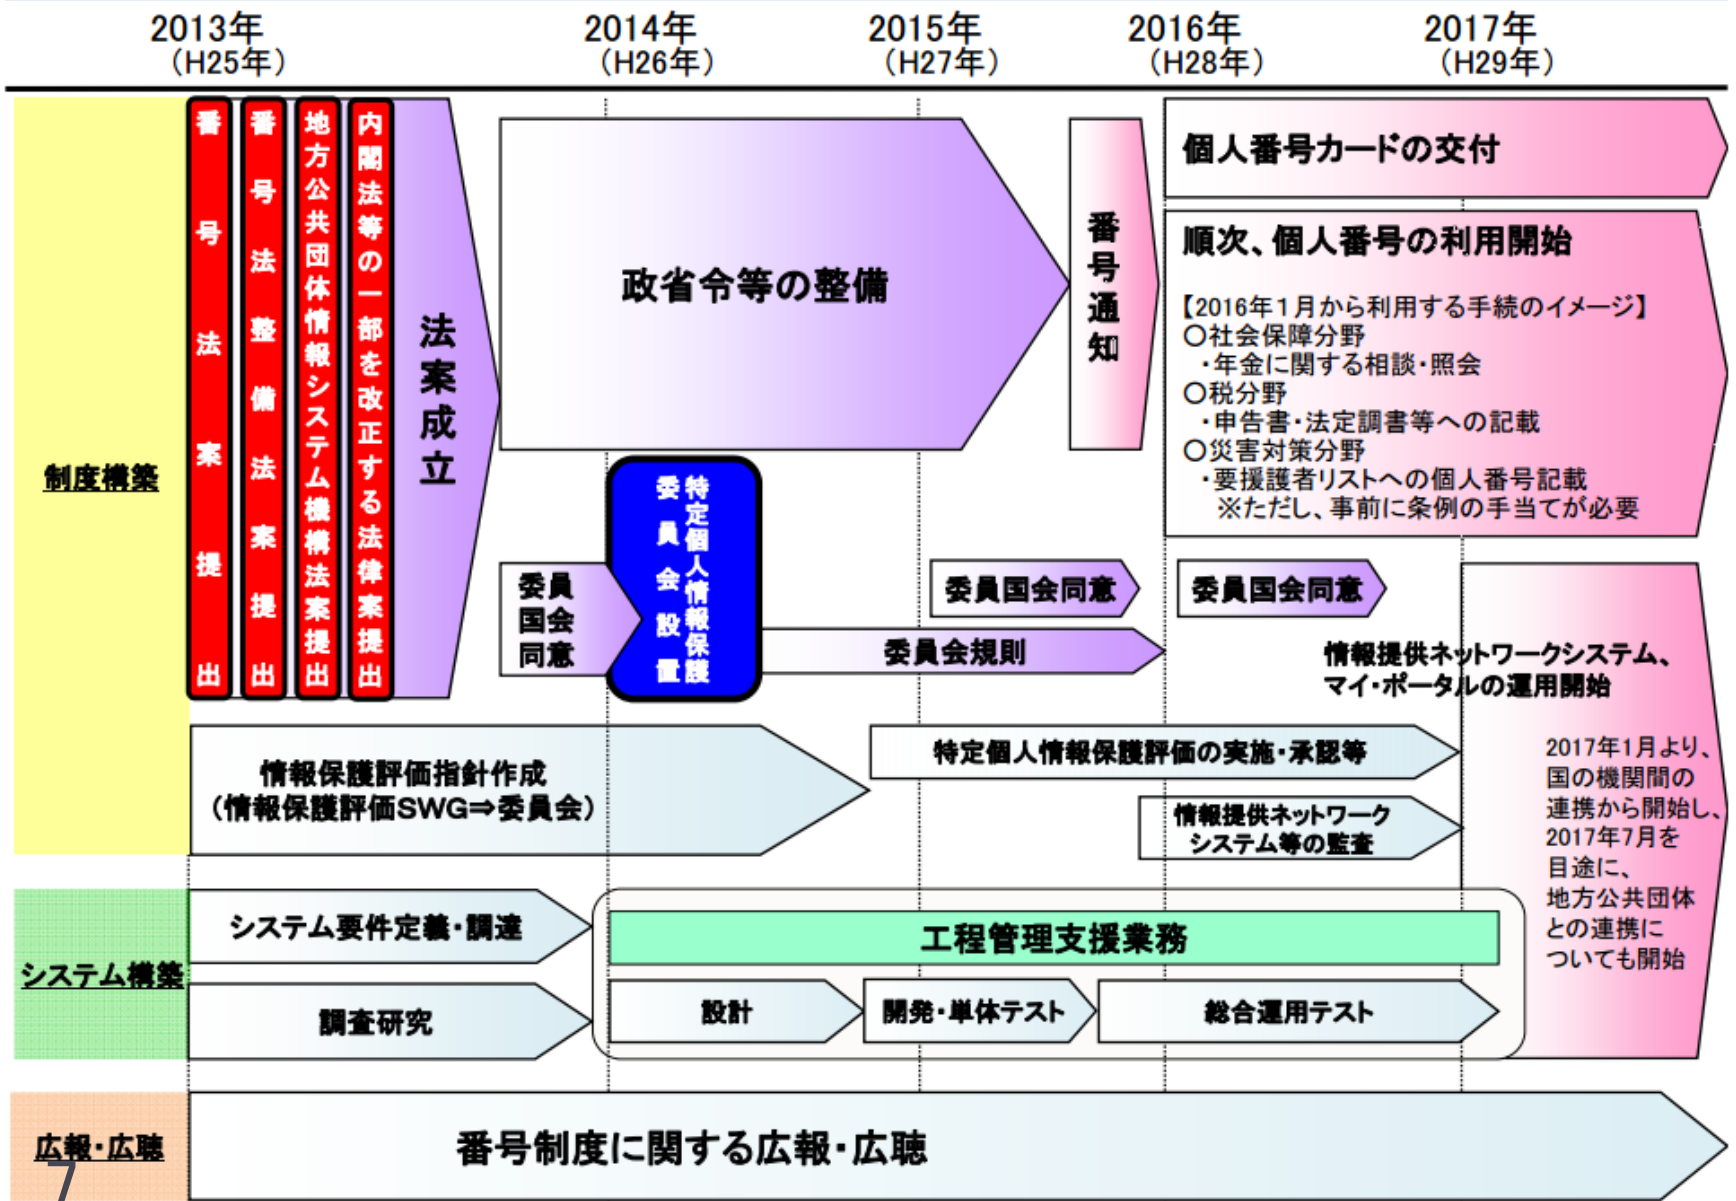 2013年
（H25年）
2014年
（H26年）
2015年
（H27年）
2016年
（H28年）
2017年
（H29年）
制度構築
番号法案提出
番号法整備法案提出
地方公共団体情報システム機構法案提出
内閣法等の一部を改正する法律案提出
法案成立
政省令等の整備
番号通知
個人番号カードの交付
順次、個人番号の利用開始
【2016年１月から利用する手続のイメージ】
○社会保障分野
・年金に関する相談・照会
○税分野
・申告書・法定調書等への記載
○災害対策分野
・要援護者リストへの個人番号記載
※ただし、事前に条例の手当てが必要
委員
国会
同意
特定個人情報保護
委員会設置
委員国会同意
委員国会同意
委員会規則
情報提供ネットワークシステム、
マイ・ポータルの運用開始
2017年1月より、
国の機関間の
連携から開始し、
2017年7月を
目途に、
地方公共団体
との連携に
ついても開始
情報保護評価指針作成
（情報保護評価SWG⇒委員会）
特定個人情報保護評価の実施・承認等
情報提供ネットワーク
システム等の監査
システム構築
システム要件定義・調達
調査研究
工程管理支援業務
設計
開発・単体テスト
総合運用テスト
広報・広聴
番号制度に関する広報・広聴
7